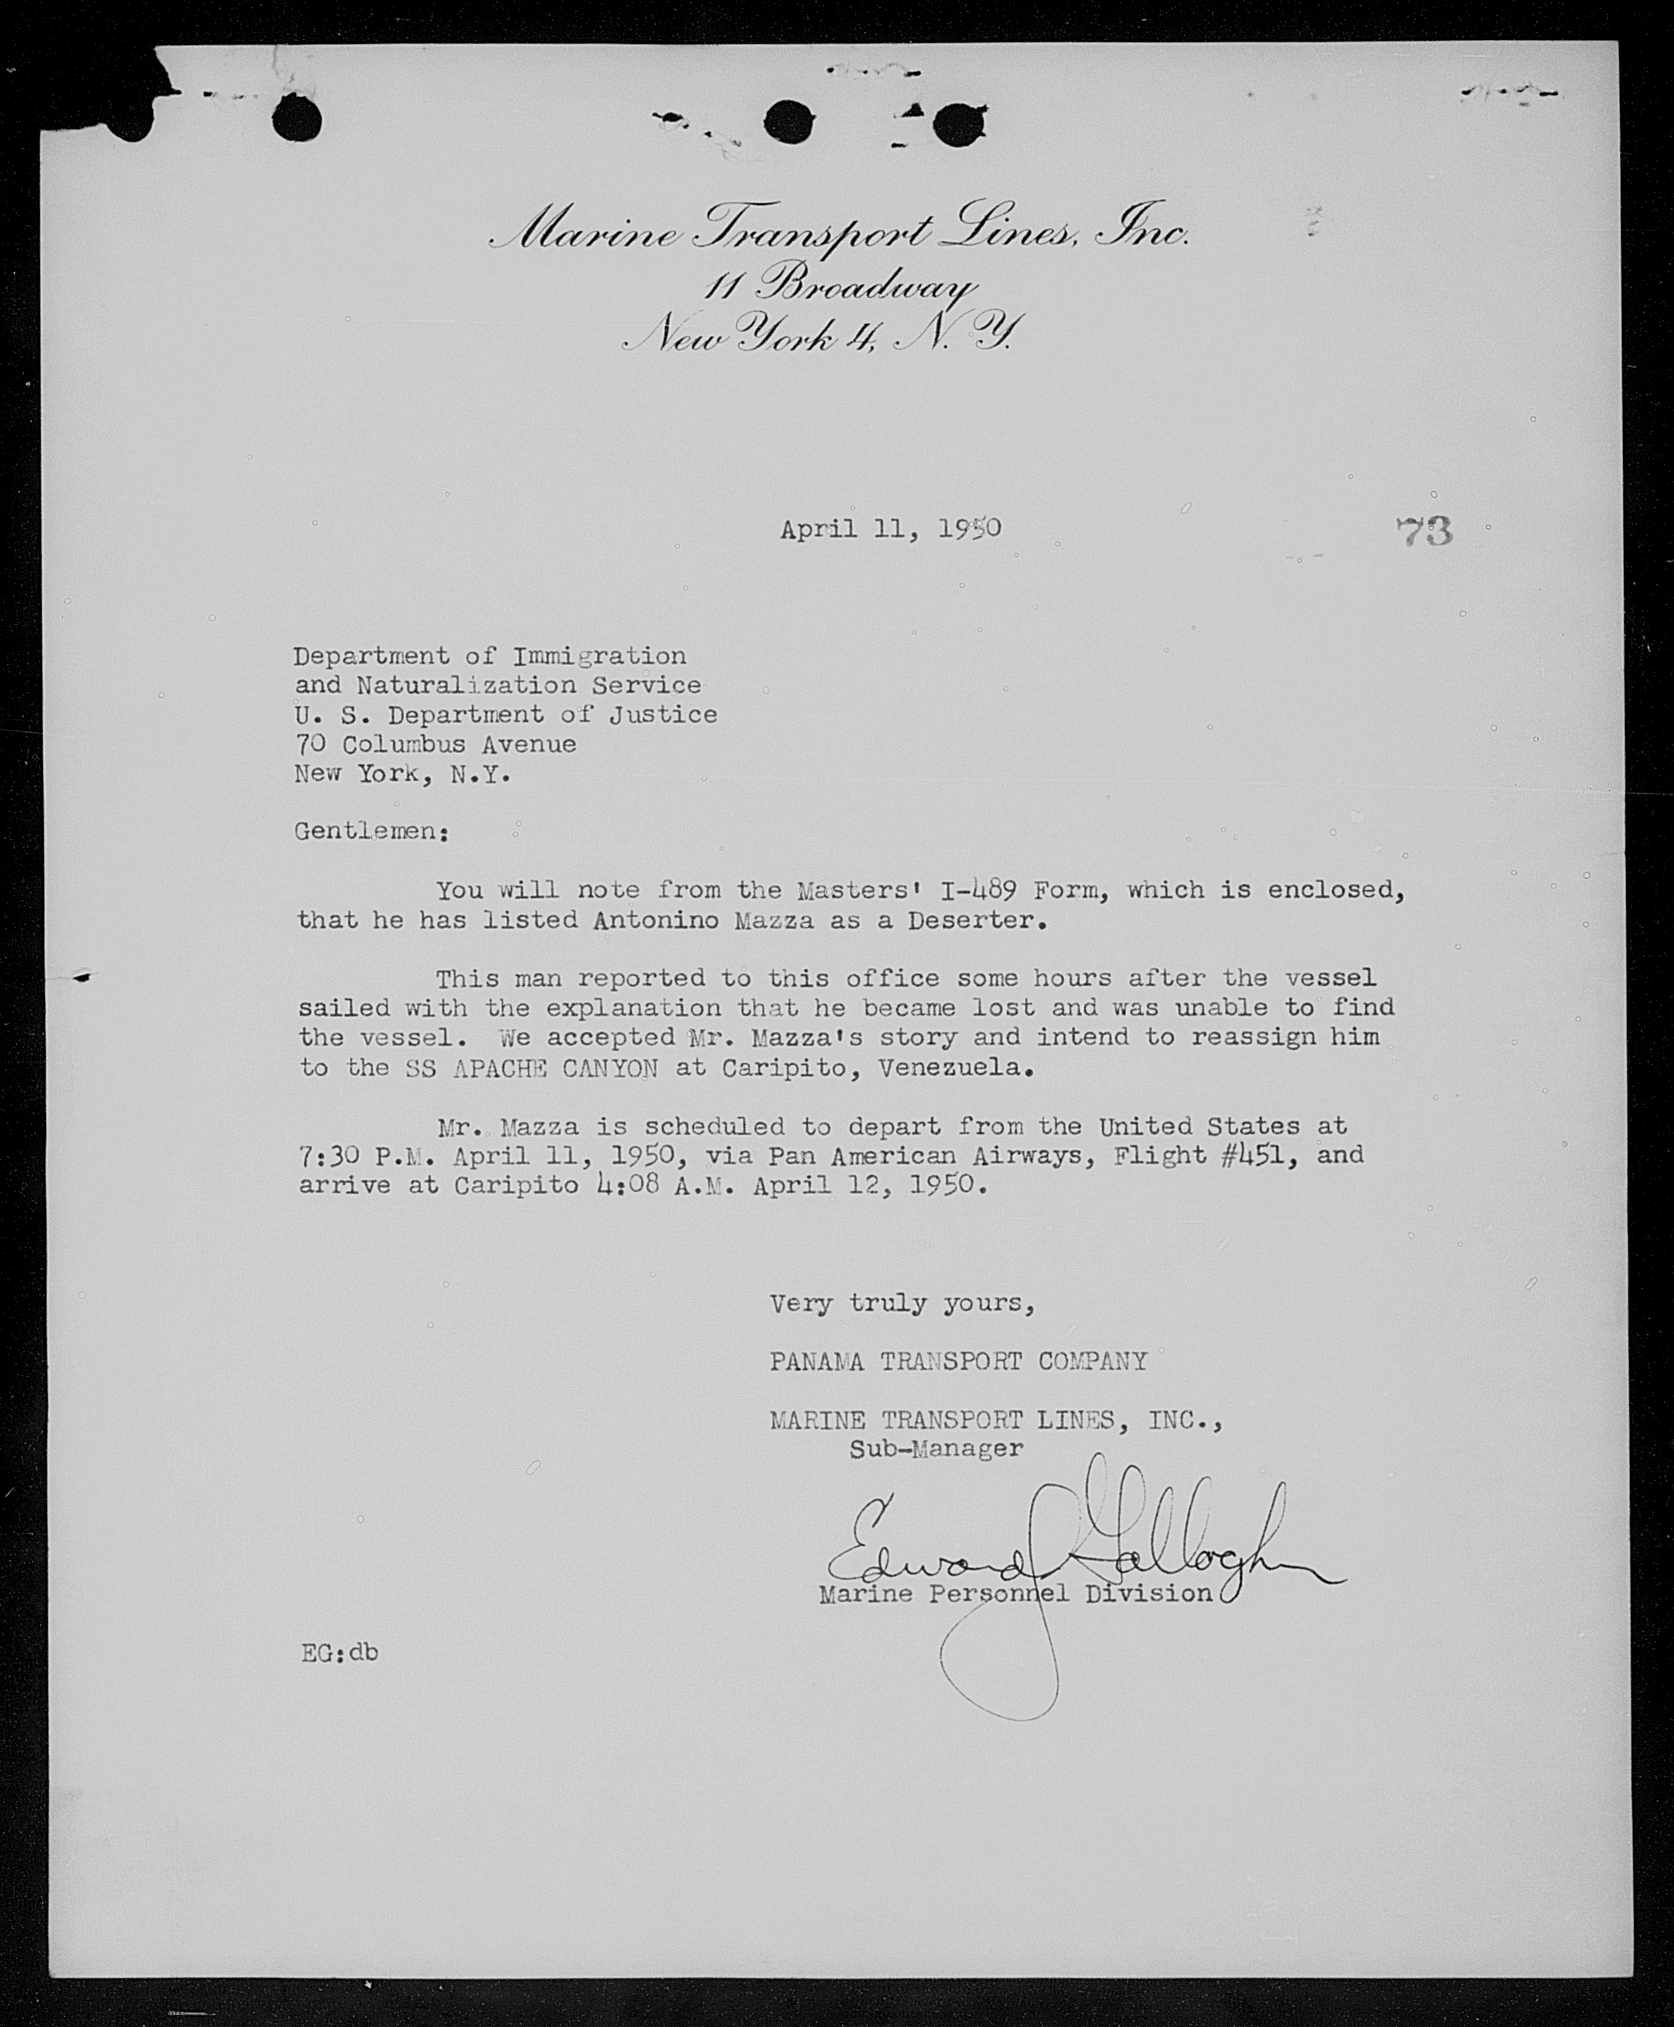 Marine Transport Lines, Inc.
11 Broadway
New York 4, N. Y.
April 11, 1950
73
Department of Immigration
and Naturalization Service
U. S. Department of Justice
70 Columbus Avenue
New York, N.Y.
Gentlemen:
You will note from the Masters' I-489 Form, which is enclosed,
that he has listed Antonino Mazza as a Deserter.
This man reported to this office some hours after the vessel
sailed with the explanation that he became lost and was unable to find
the vessel. We accepted Mr. Mazza's story and intend to reassign him
to the SS APACHE CANYON at Caripito, Venezuela.
Mr. Mazza is scheduled to depart from the United States at
7:30 P.M. April 11, 1950, via Pan American Airways, Flight #451, and
arrive at Caripito 4:08 A.M. April 12, 1950.
Very truly yours,
PANAMA TRANSPORT COMPANY
MARINE TRANSPORT LINES, INC.,
Sub-Manager
Edward J Gallagher
Marine Personnel Division
EG:db